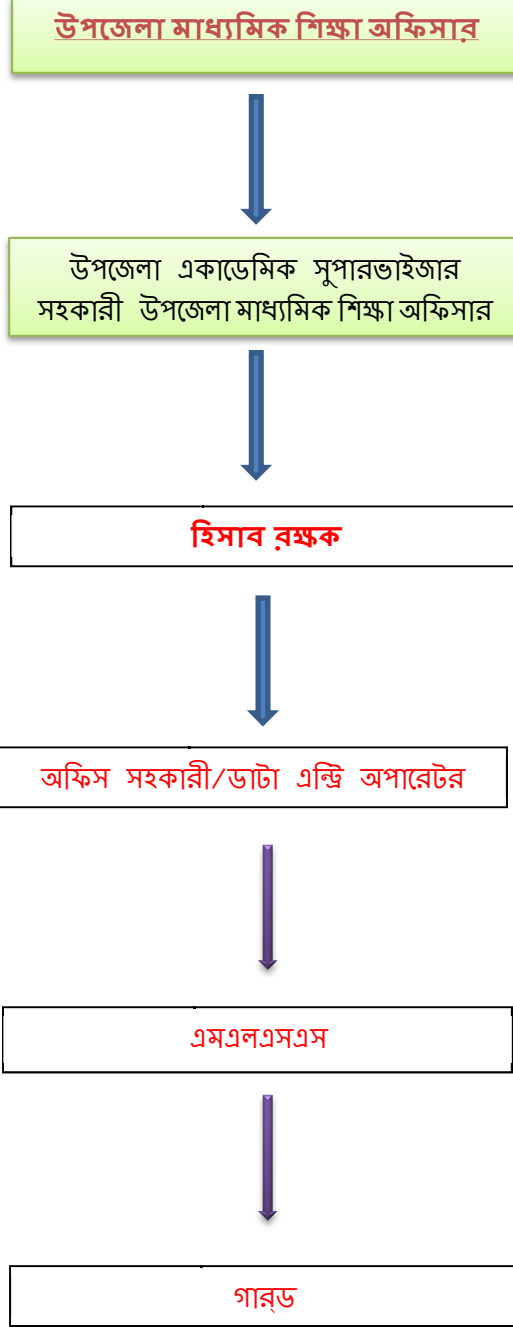 উপজেলা মাধ্যমিক শিক্ষা অফিসার
উপজেলা একাডেমিক সুপারভাইজার
সহকারী উপজেলা মাধ্যমিক শিক্ষা অফিসার
হিসাব রক্ষক
অফিস সহকারী/ডাটা এন্ট্রি অপারেটর
এমএলএসএস
গার্ড